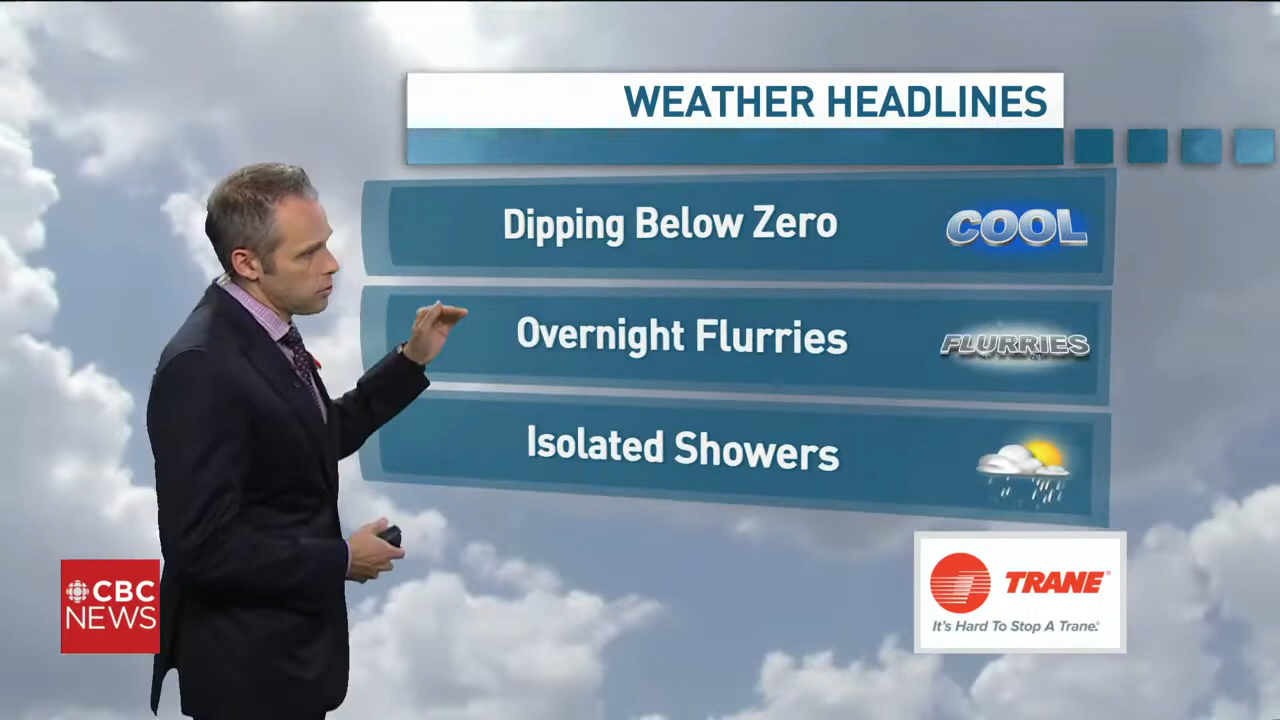 WEATHER HEADLINES
Dipping Below Zero
COOL
Overnight Flurries
FLURRIES
Isolated Showers
CBC
NEWS
TRANE®
It's Hard To Stop A Trane.®